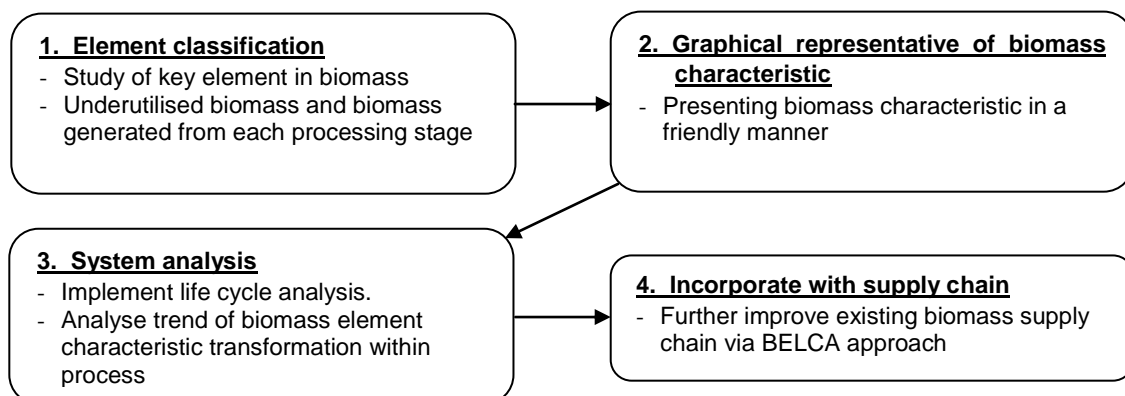 1. Element classification
- Study of key element in biomass
- Underutilised biomass and biomass
generated from each processing stage
2. Graphical representative of biomass
characteristic
- Presenting biomass characteristic in a
friendly manner
3. System analysis
- Implement life cycle analysis.
- Analyse trend of biomass element
characteristic transformation within
process
4. Incorporate with supply chain
- Further improve existing biomass supply
chain via BELCA approach